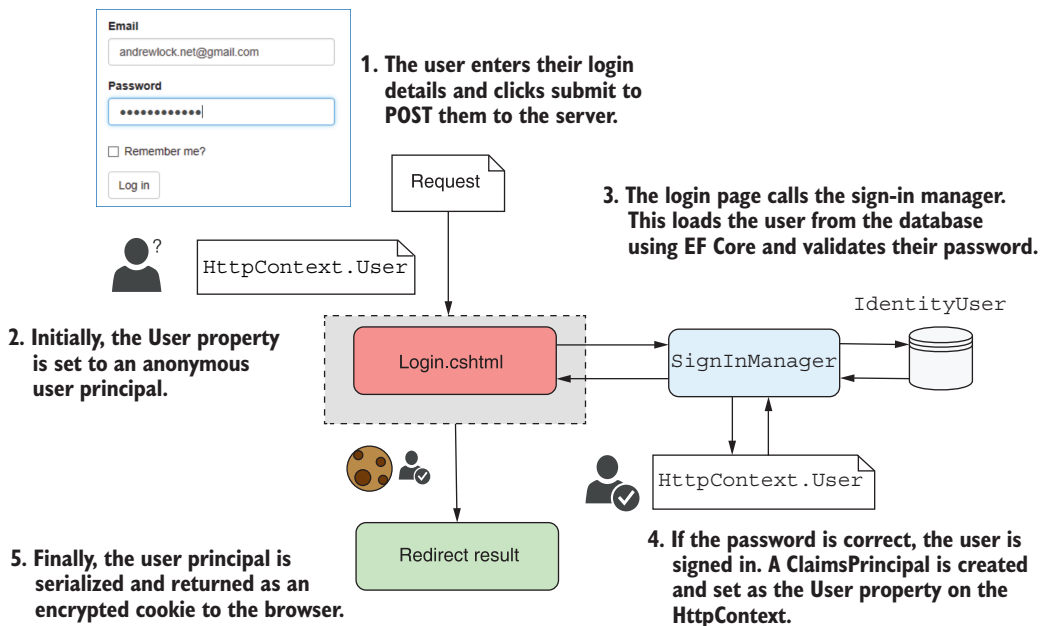 Email
andrewlock.net@gmail.com
Password
••••••••••••
Remember me?
Log in
1. The user enters their login
details and clicks submit to
POST them to the server.
Request
3. The login page calls the sign-in manager.
This loads the user from the database
using EF Core and validates their password.
?
HttpContext.User
IdentityUser
2. Initially, the User property
is set to an anonymous
user principal.
Login.cshtml
SignInManager
HttpContext.User
Redirect result
4. If the password is correct, the user is
signed in. A ClaimsPrincipal is created
and set as the User property on the
HttpContext.
5. Finally, the user principal is
serialized and returned as an
encrypted cookie to the browser.